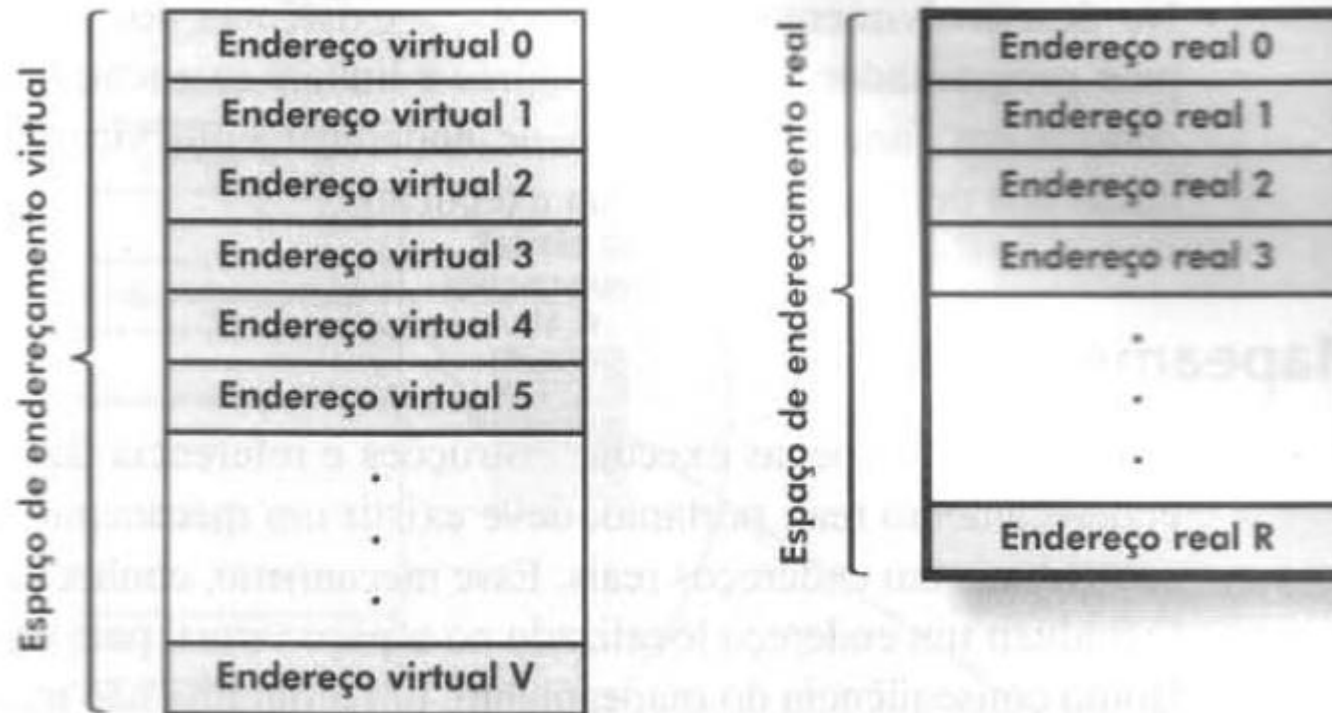 Espaço de endereçamento virtual
Endereço virtual 0
Endereço virtual 1
Endereço virtual 2
Endereço virtual 3
Endereço virtual 4
Endereço virtual 5
.
.
.
Endereço virtual V
Espaço de endereçamento real
Endereço real 0
Endereço real 1
Endereço real 2
Endereço real 3
.
.
.
Endereço real R